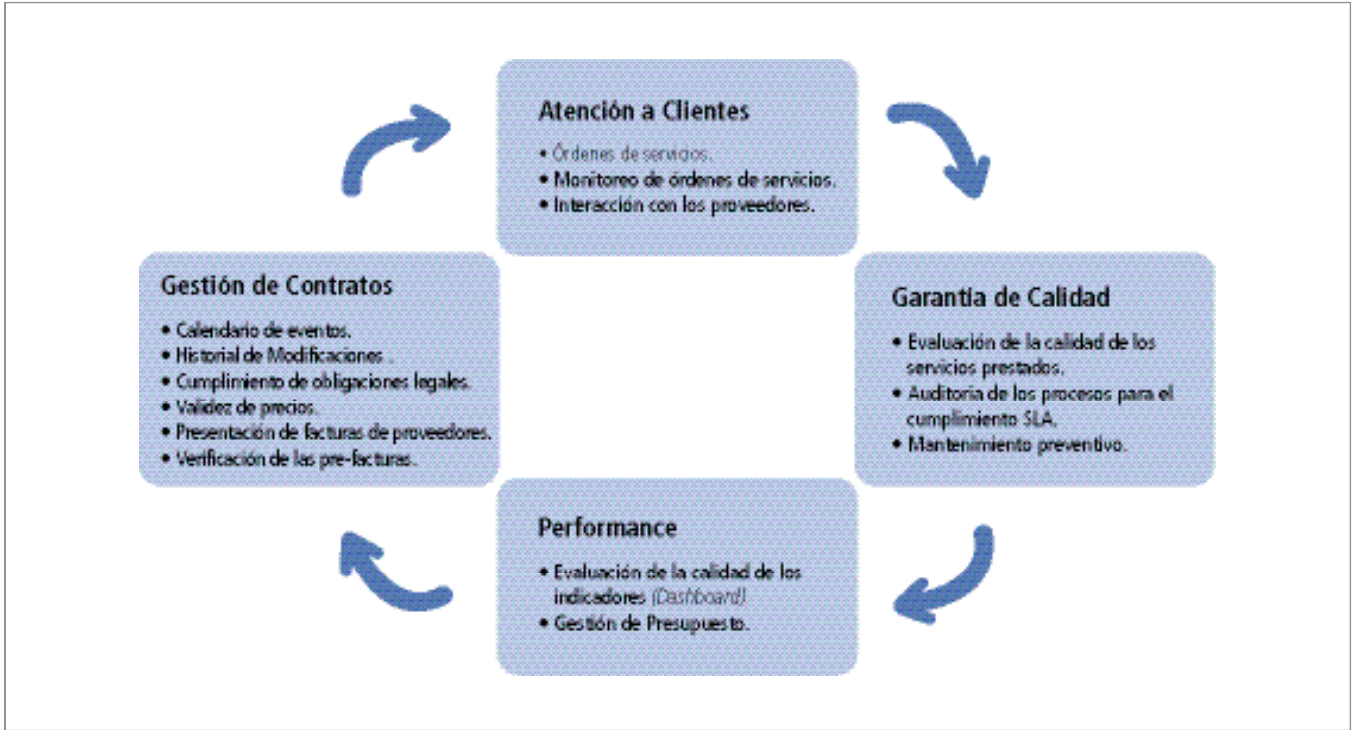 Atención a Clientes
• Órdenes de servicios.
• Monitoreo de órdenes de servicios.
• Interacción con los proveedores.
Gestión de Contratos
• Calendario de eventos.
• Historial de Modificaciones .
• Cumplimiento de obligaciones legales.
• Validez de precios.
• Presentación de facturas de proveedores.
• Verificación de las pre-facturas.
Garantía de Calidad
• Evaluación de la calidad de los
servicios prestados.
• Auditoria de los procesos para el
cumplimiento SLA.
• Mantenimiento preventivo.
Performance
• Evaluación de la calidad de los
indicadores (Dashboard)
• Gestión de Presupuesto.